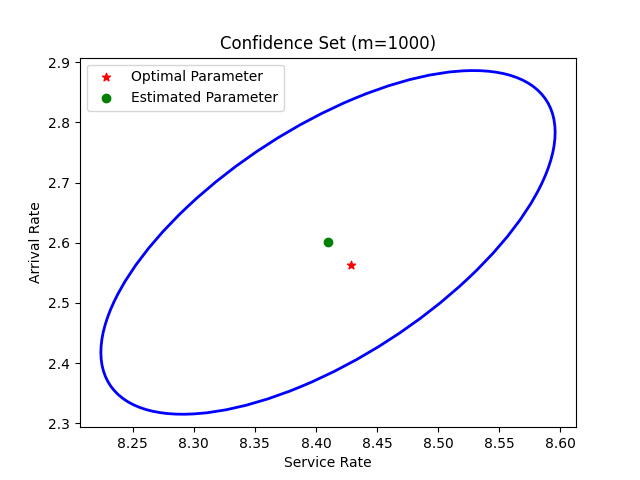 Confidence Set (m=1000)
Optimal Parameter
Estimated Parameter
Arrival Rate
2.9
2.8
2.7
2.6
2.5
2.4
2.3
8.25 8.30 8.35 8.40 8.45 8.50 8.55 8.60
Service Rate